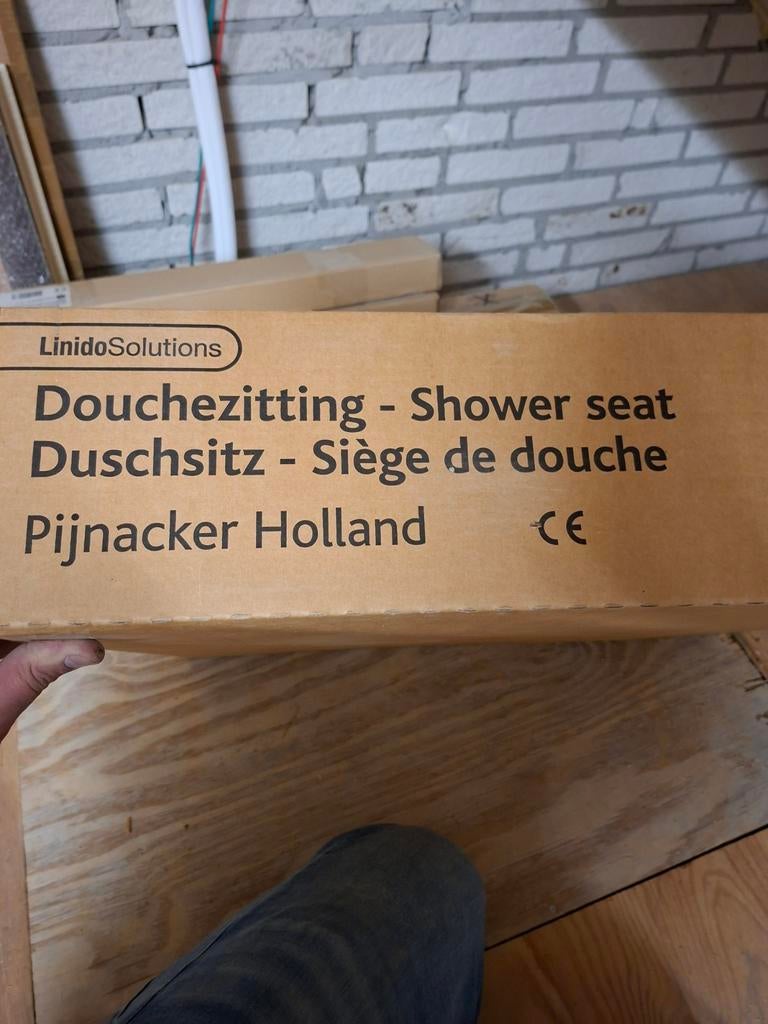 LinidoSolutions
Douchezitting - Shower seat
Duschsitz - Siège de douche
Pijnacker Holland CE